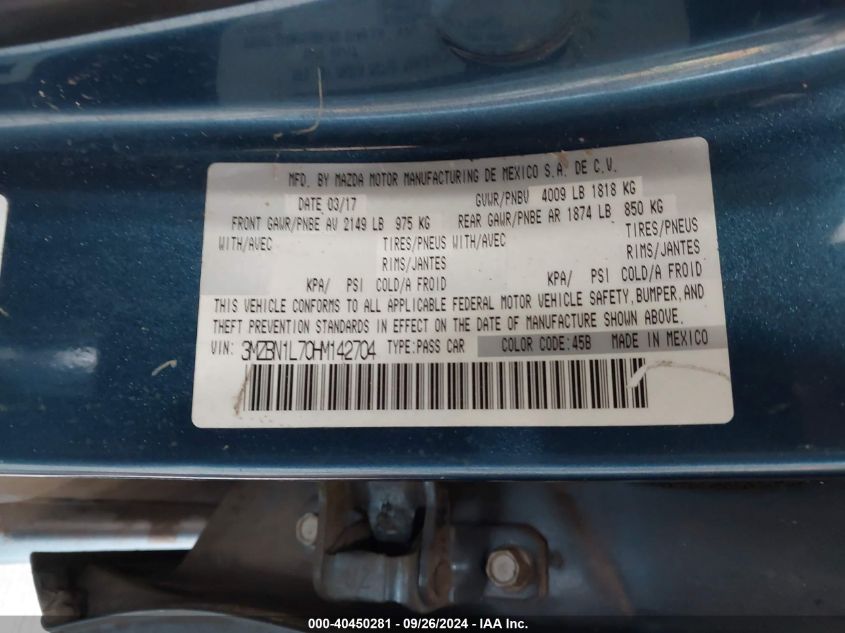 MFD. BY MAZDA MOTOR MANUFACTURING DE MEXICO S.A. DE C.V.
DATE 03/17 GVWR/PNBV 4009 LB 1818 KG
FRONT GAWR/PNBE AV 2149 LB 975 KG REAR GAWR/PNBE AR 1874 LB 850 KG
WITH/AVEC TIRES/PNEUS WITH/AVEC TIRES/PNEUS
RIMS/JANTES RIMS/JANTES
KPA/ PSI COLD/A FROID KPA/ PSI COLD/A FROID
THIS VEHICLE CONFORMS TO ALL APPLICABLE FEDERAL MOTOR VEHICLE SAFETY, BUMPER, AND
THEFT PREVENTION STANDARDS IN EFFECT ON THE DATE OF MANUFACTURE SHOWN ABOVE.
VIN: 3MZBN1L70HM142704 TYPE:PASS CAR COLOR CODE:45B MADE IN MEXICO
000-40450281 - 09/26/2024 - IAA Inc.